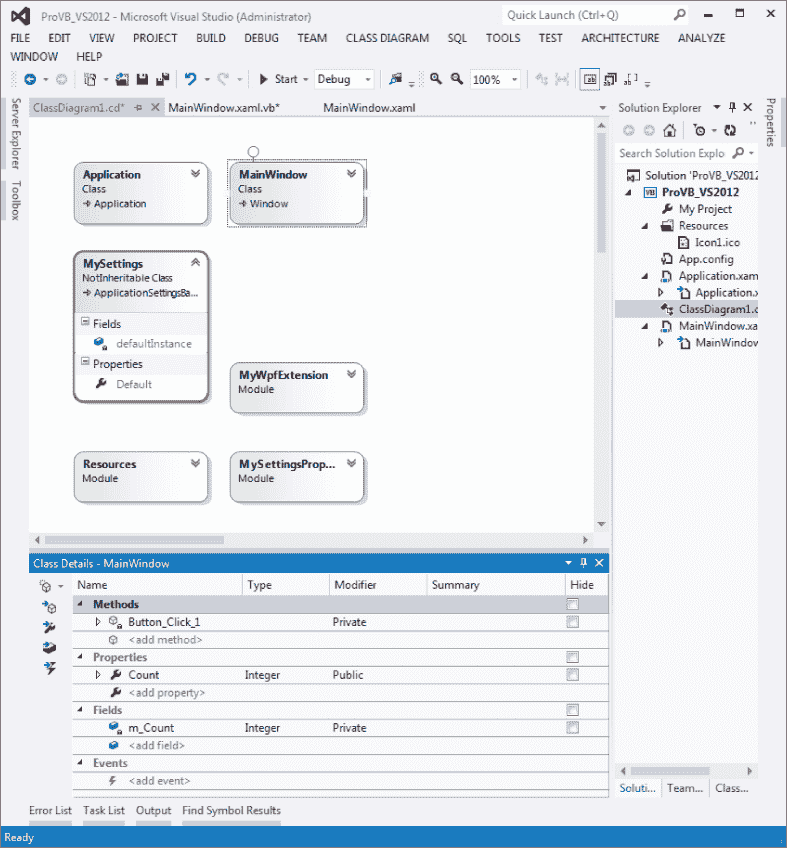 ProVB_VS2012 - Microsoft Visual Studio (Administrator)
Quick Launch (Ctrl+Q)
FILE EDIT VIEW PROJECT BUILD DEBUG TEAM CLASS DIAGRAM SQL TOOLS TEST ARCHITECTURE ANALYZE
WINDOW HELP
Start Debug 100%
Server Explorer
Toolbox
ClassDiagram1.cd* MainWindow.xaml.vb* MainWindow.xaml
Application
Class
Application
MainWindow
Class
Window
MySettings
NotInheritable Class
ApplicationSettingsBa...
Fields
defaultInstance
Properties
Default
MyWpfExtension
Module
Resources
Module
MySettingsProp...
Module
Solution Explorer
Search Solution Explo
Solution 'ProVB_VS2012
VB ProVB_VS2012
My Project
Resources
Icon1.ico
App.config
Application.xam
Application.x
ClassDiagram1.c
MainWindow.xa
MainWindow
Soluti... Team... Class...
Properties
Class Details - MainWindow
Name Type Modifier Summary Hide
Methods
Button_Click_1 Private
<add method>
Properties
Count Integer Public
<add property>
Fields
m_Count Integer Private
<add field>
Events
<add event>
Error List Task List Output Find Symbol Results
Ready